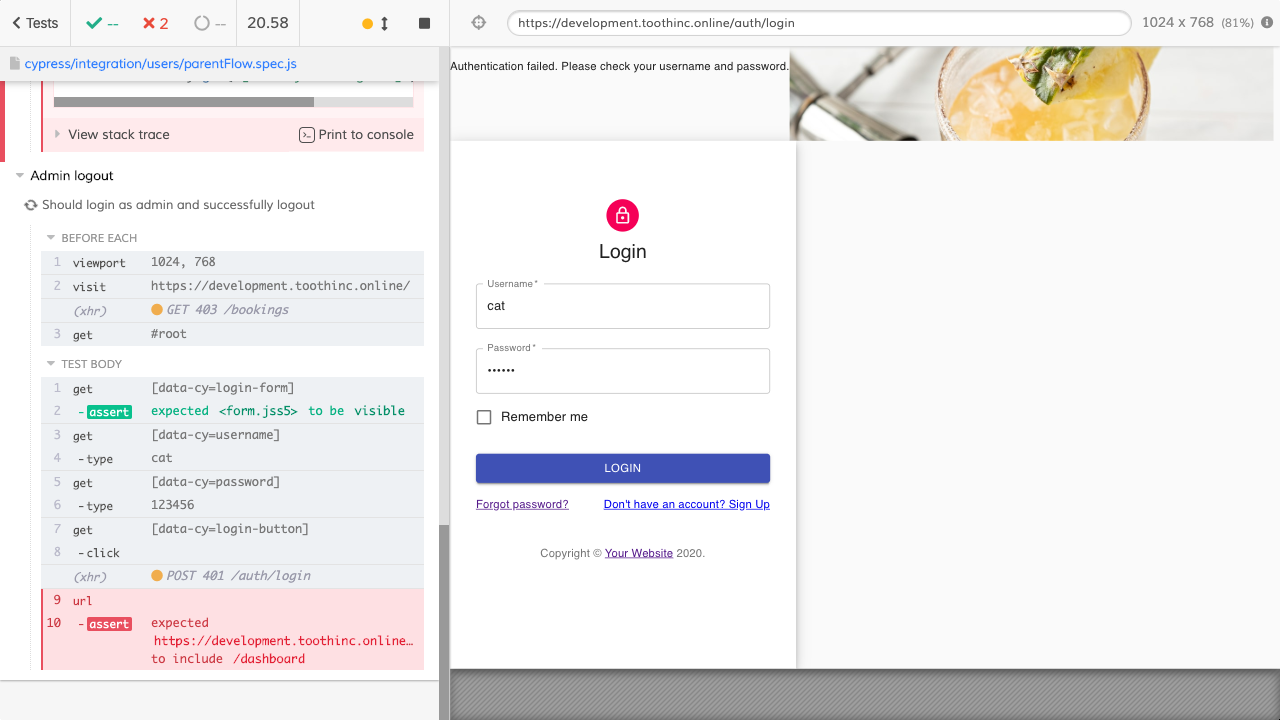 Tests
--
2
--
20.58
https://development.toothinc.online/auth/login
1024 x 768 (81%)
cypress/integration/users/parentFlow.spec.js
View stack trace
Print to console
Admin logout
Should login as admin and successfully logout
BEFORE EACH
1 viewport 1024, 768
2 visit https://development.toothinc.online/
(xhr) GET 403 /bookings
3 get #root
TEST BODY
1 get [data-cy=login-form]
2 -assert expected <form.jss5> to be visible
3 get [data-cy=username]
4 -type cat
5 get [data-cy=password]
6 -type 123456
7 get [data-cy=login-button]
8 -click
(xhr) POST 401 /auth/login
9 url
10 -assert expected
https://development.toothinc.online…
to include /dashboard
Authentication failed. Please check your username and password.
Login
Username *
cat
Password *
••••••
Remember me
LOGIN
Forgot password?
Don't have an account? Sign Up
Copyright © Your Website 2020.